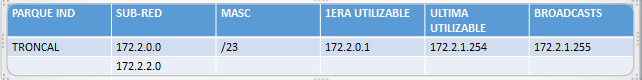 PARQUE IND SUB-RED MASC 1ERA UTILIZABLE ULTIMA UTILIZABLE BROADCASTS
TRONCAL 172.2.0.0 /23 172.2.0.1 172.2.1.254 172.2.1.255
172.2.2.0